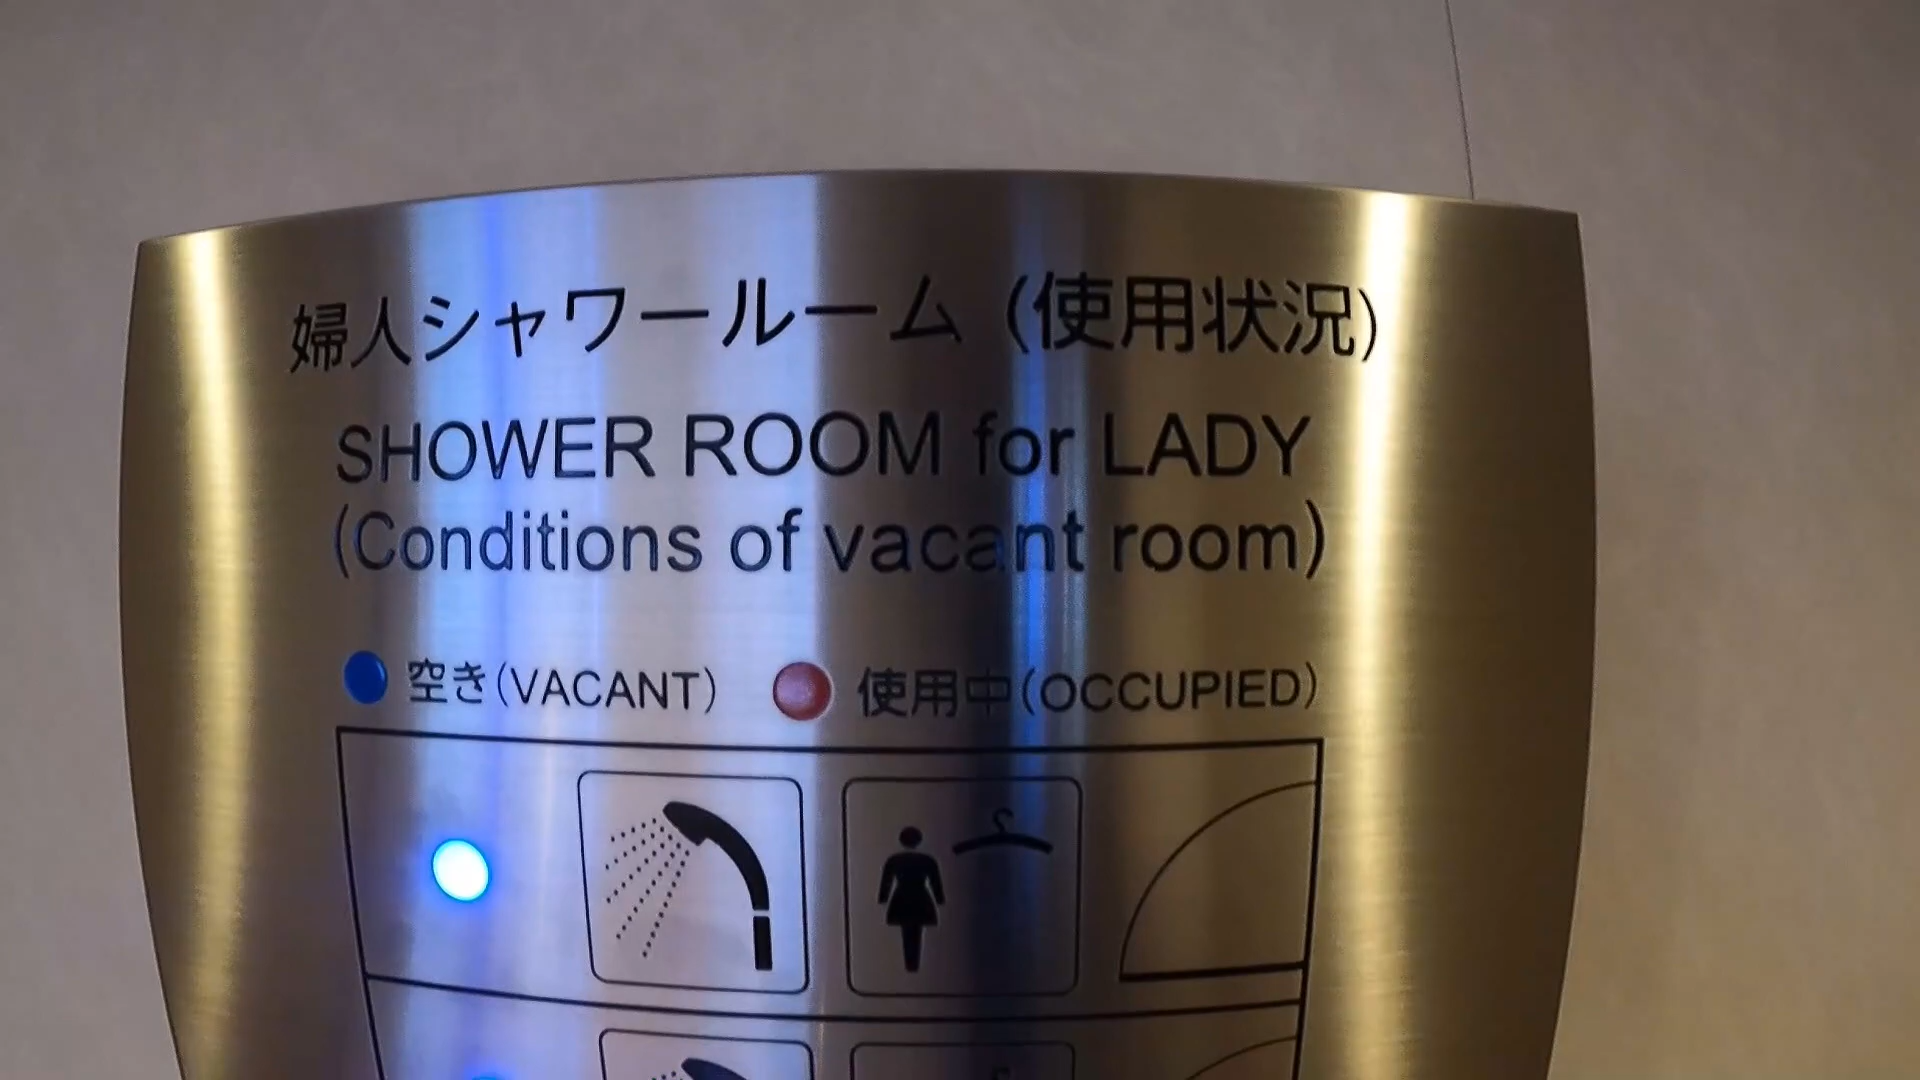 婦人シャワールーム (使用状況)
SHOWER ROOM for LADY
(Conditions of vacant room)
空き(VACANT) 使用中(OCCUPIED)